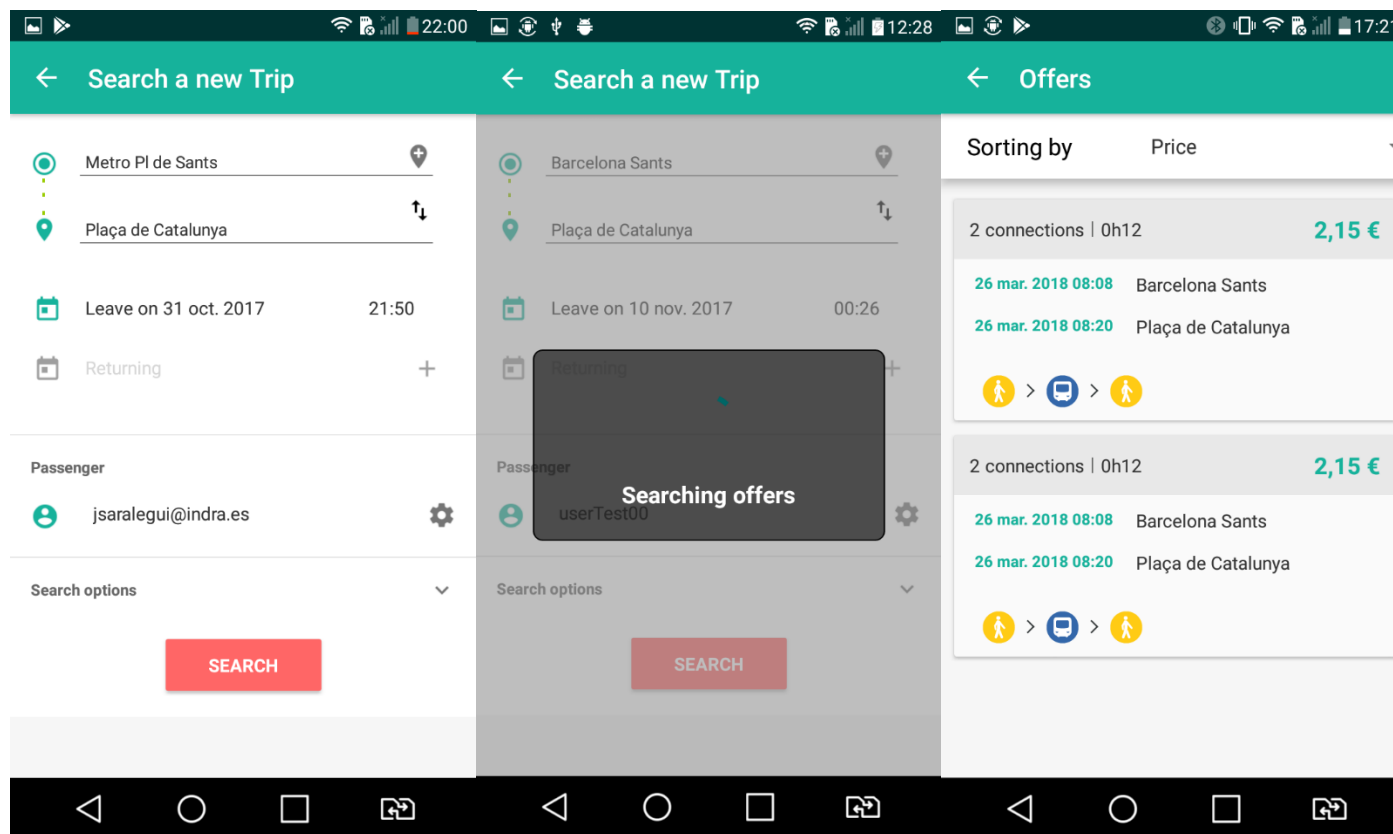 22:00
Search a new Trip
Metro Pl de Sants
Plaça de Catalunya
Leave on 31 oct. 2017 21:50
Returning
Passenger
jsaralegui@indra.es
Search options
SEARCH
12:28
Search a new Trip
Barcelona Sants
Plaça de Catalunya
Leave on 10 nov. 2017 00:26
Returning
Passenger
userTest00
Searching offers
Search options
SEARCH
17:21
Offers
Sorting by Price
2 connections | 0h12 2,15 €
26 mar. 2018 08:08 Barcelona Sants
26 mar. 2018 08:20 Plaça de Catalunya
> >
2 connections | 0h12 2,15 €
26 mar. 2018 08:08 Barcelona Sants
26 mar. 2018 08:20 Plaça de Catalunya
> >